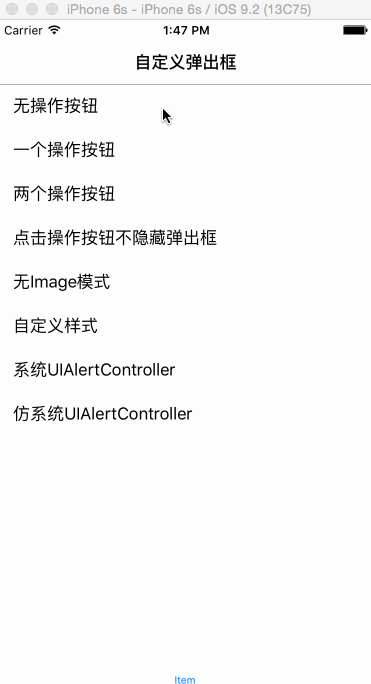 iPhone 6s - iPhone 6s / iOS 9.2 (13C75)
Carrier 1:47 PM
自定义弹出框
无操作按钮
一个操作按钮
两个操作按钮
点击操作按钮不隐藏弹出框
无Image模式
自定义样式
系统UIAlertController
仿系统UIAlertController
Item